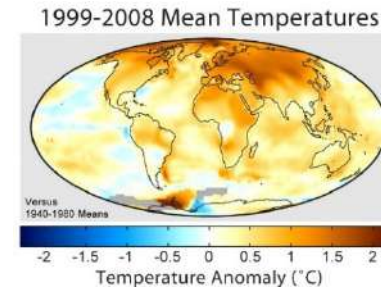 1999-2008 Mean Temperatures
Versus
1940-1980 Means
-2 -1.5 -1 -0.5 0 0.5 1 1.5 2
Temperature Anomaly (˚C)